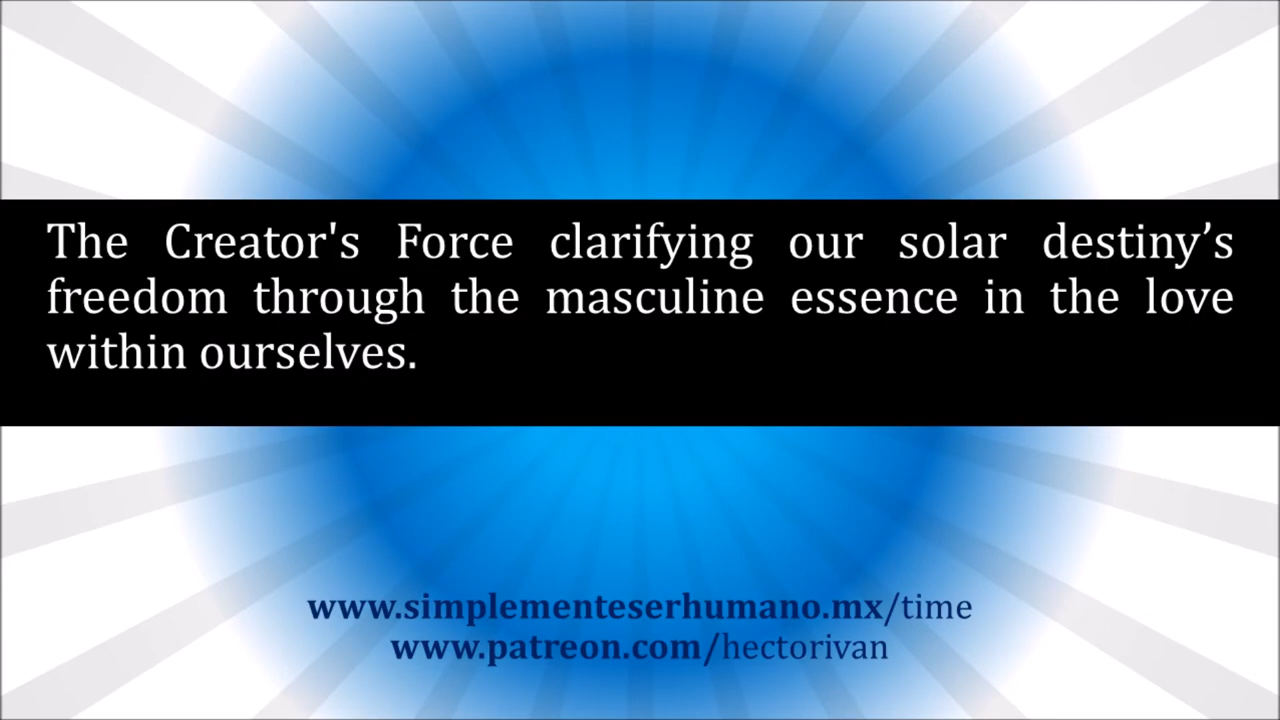 The Creator's Force clarifying our solar destiny’s
freedom through the masculine essence in the love
within ourselves.
www.simplementeserhumano.mx/time
www.patreon.com/hectorivan